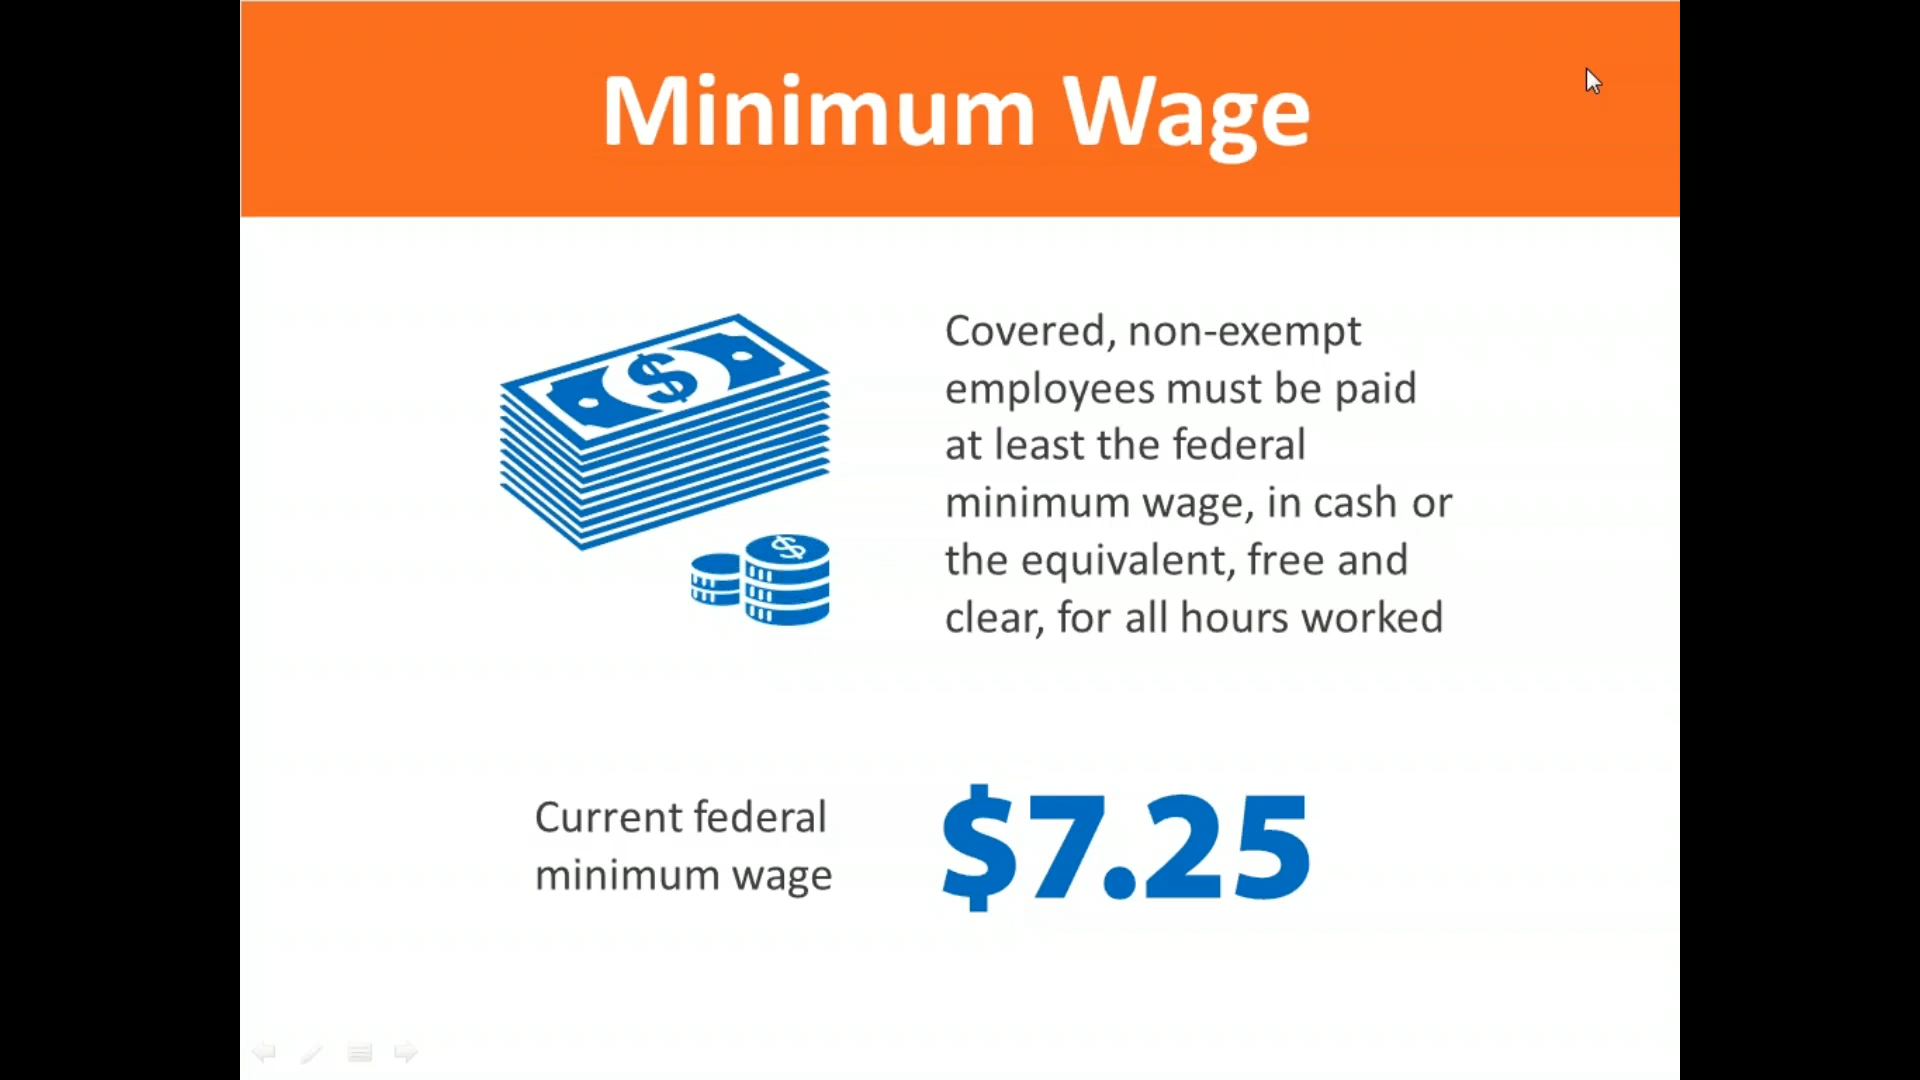 Minimum Wage
Covered, non-exempt
employees must be paid
at least the federal
minimum wage, in cash or
the equivalent, free and
clear, for all hours worked
Current federal
minimum wage
$7.25